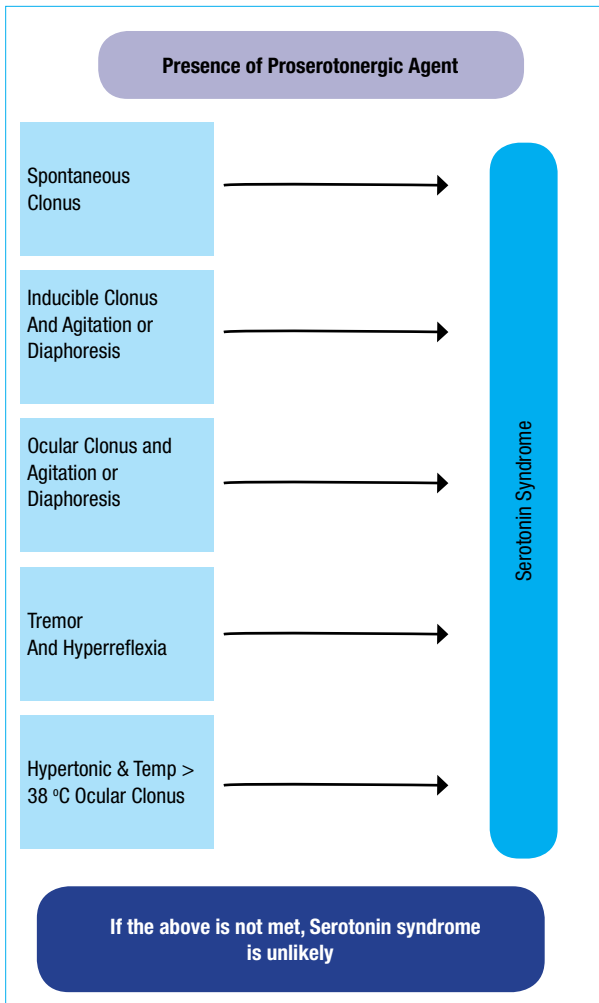 Presence of Proserotonergic Agent
Spontaneous
Clonus
Inducible Clonus
And Agitation or
Diaphoresis
Ocular Clonus and
Agitation or
Diaphoresis
Tremor
And Hyperreflexia
Hypertonic & Temp >
38 ºC Ocular Clonus
Serotonin Syndrome
If the above is not met, Serotonin syndrome
is unlikely